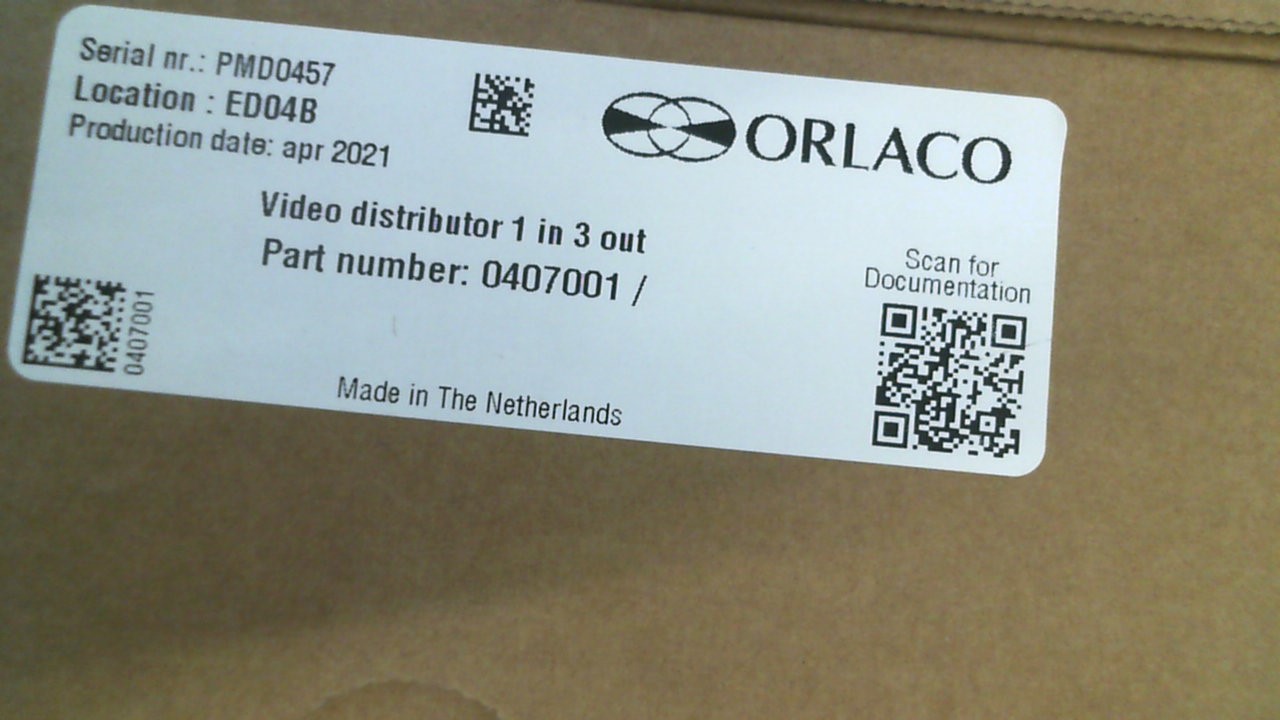 Serial nr.: PMD0457
Location : ED04B
Production date: apr 2021
ORLACO
Video distributor 1 in 3 out
Part number: 0407001 /
Scan for
Documentation
0407001
Made in The Netherlands